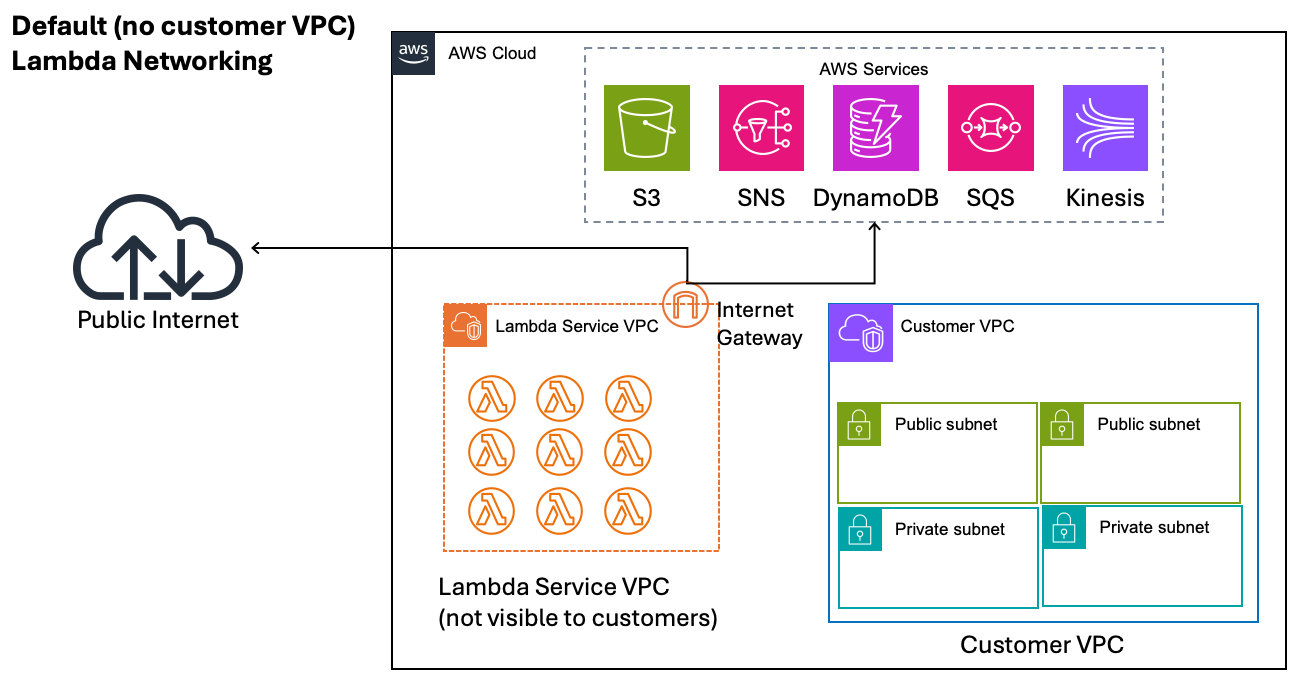 Default (no customer VPC)
Lambda Networking
aws
AWS Cloud
AWS Services
S3
SNS
DynamoDB
SQS
Kinesis
Public Internet
Lambda Service VPC
Internet
Gateway
Customer VPC
Public subnet
Public subnet
Private subnet
Private subnet
Lambda Service VPC
(not visible to customers)
Customer VPC